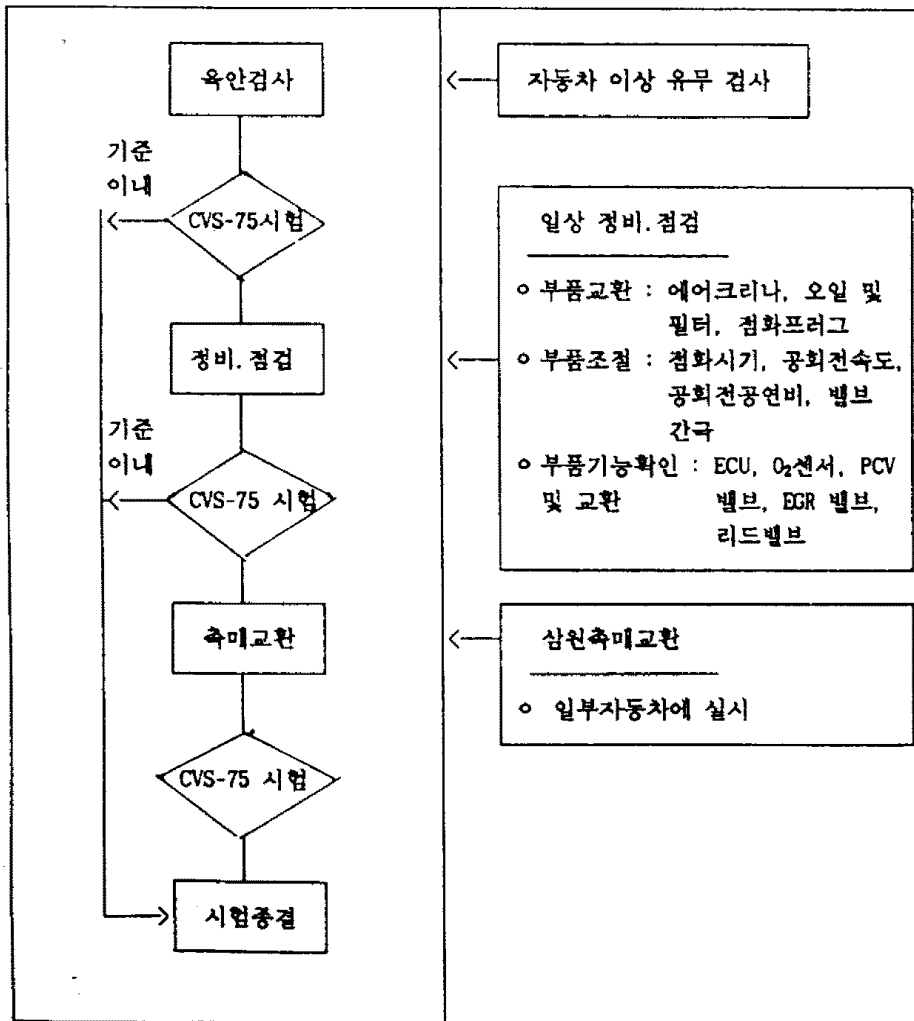 육안검사
자동차 이상 유무 검사
기준
이내
CVS-75시험
일상 정비.점검
o 부품교환 : 에어크리나, 오일 및
필터, 점화프러그
정비.점검
o 부품조절 : 점화시기, 공회전속도,
공회전공연비, 밸브
간극
기준
이내
CVS-75 시험
o 부품기능확인 : ECU, O₂센서, PCV
및 교환 밸브, EGR 밸브,
리드밸브
촉매교환
삼원촉매교환
o 일부자동차에 실시
CVS-75 시험
시험종결